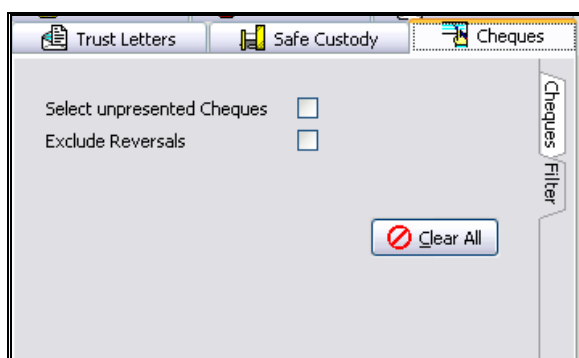 Trust Letters
Safe Custody
Cheques
Select unpresented Cheques
Exclude Reversals
Clear All
Cheques
Filter